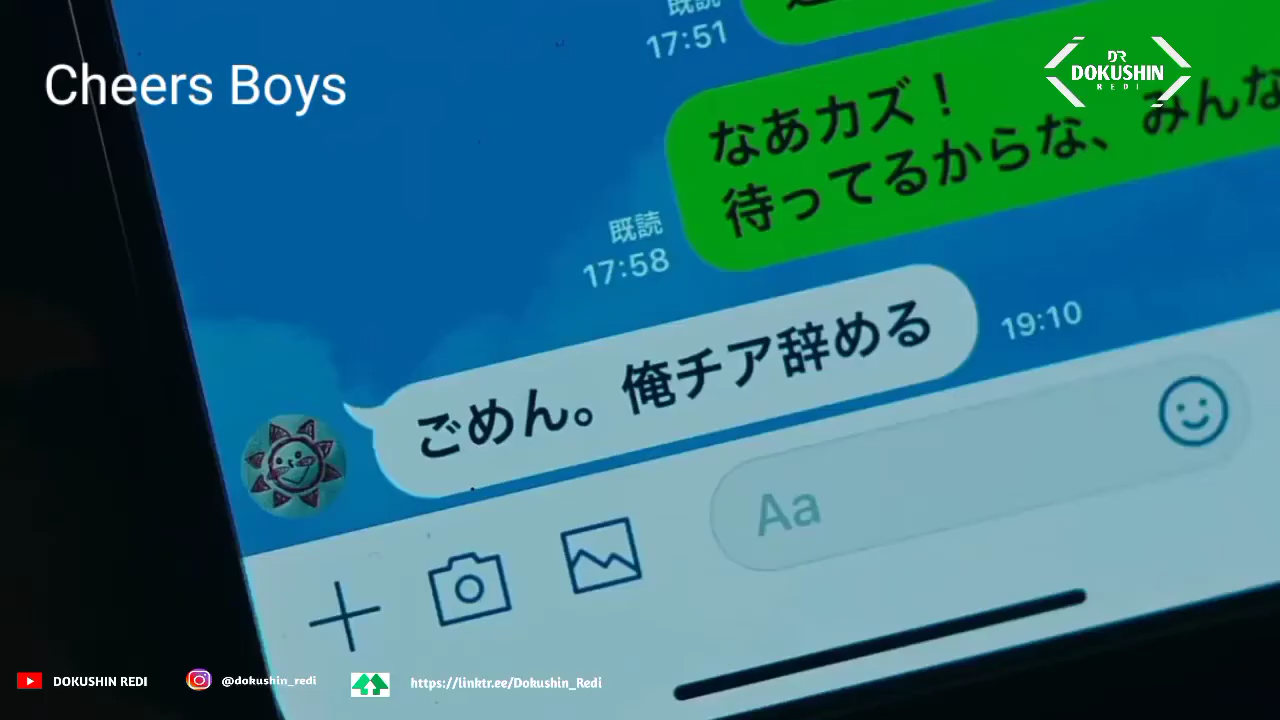 Cheers Boys
17:51
DR
DOKUSHIN
REDI
なあカズ！
待ってるからな、みんな
既読
17:58
ごめん。俺チア辞める
19:10
Aa
DOKUSHIN REDI
@dokushin_redi
https://linktr.ee/Dokushin_Redi